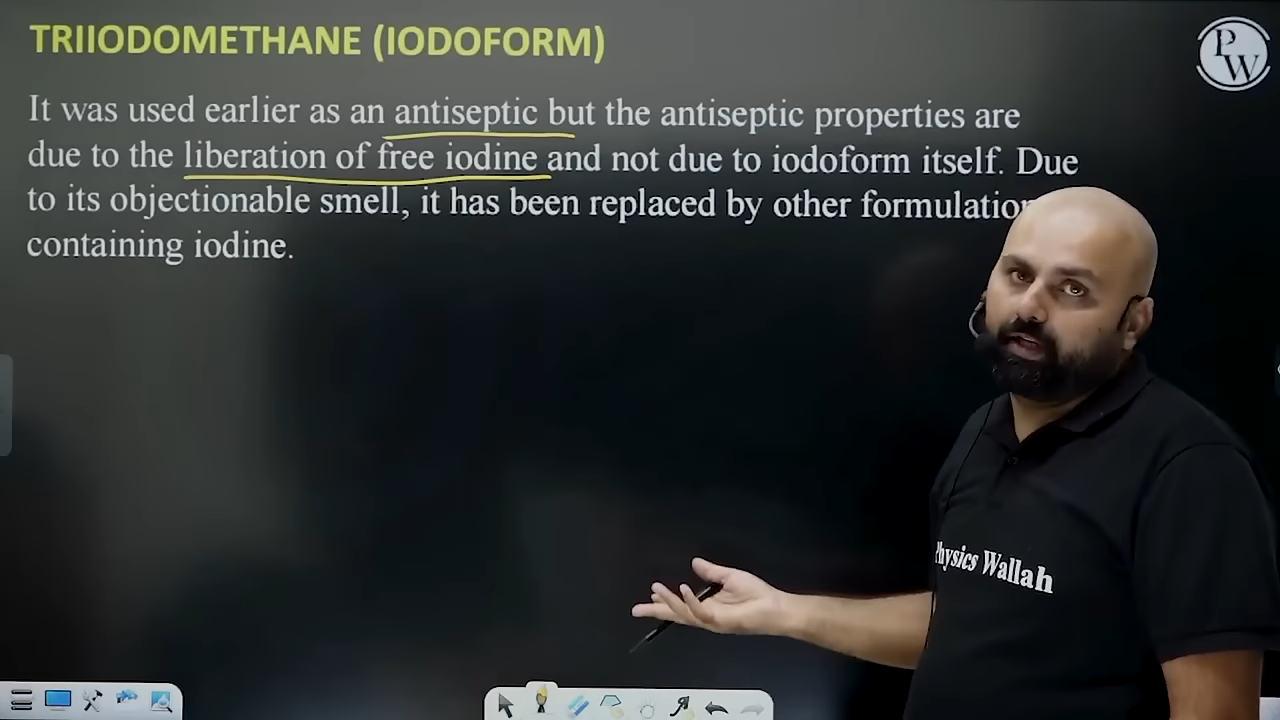 TRIIODOMETHANE (IODOFORM)
PW
It was used earlier as an antiseptic but the antiseptic properties are
due to the liberation of free iodine and not due to iodoform itself. Due
to its objectionable smell, it has been replaced by other
containing iodine.
Physics Wallah